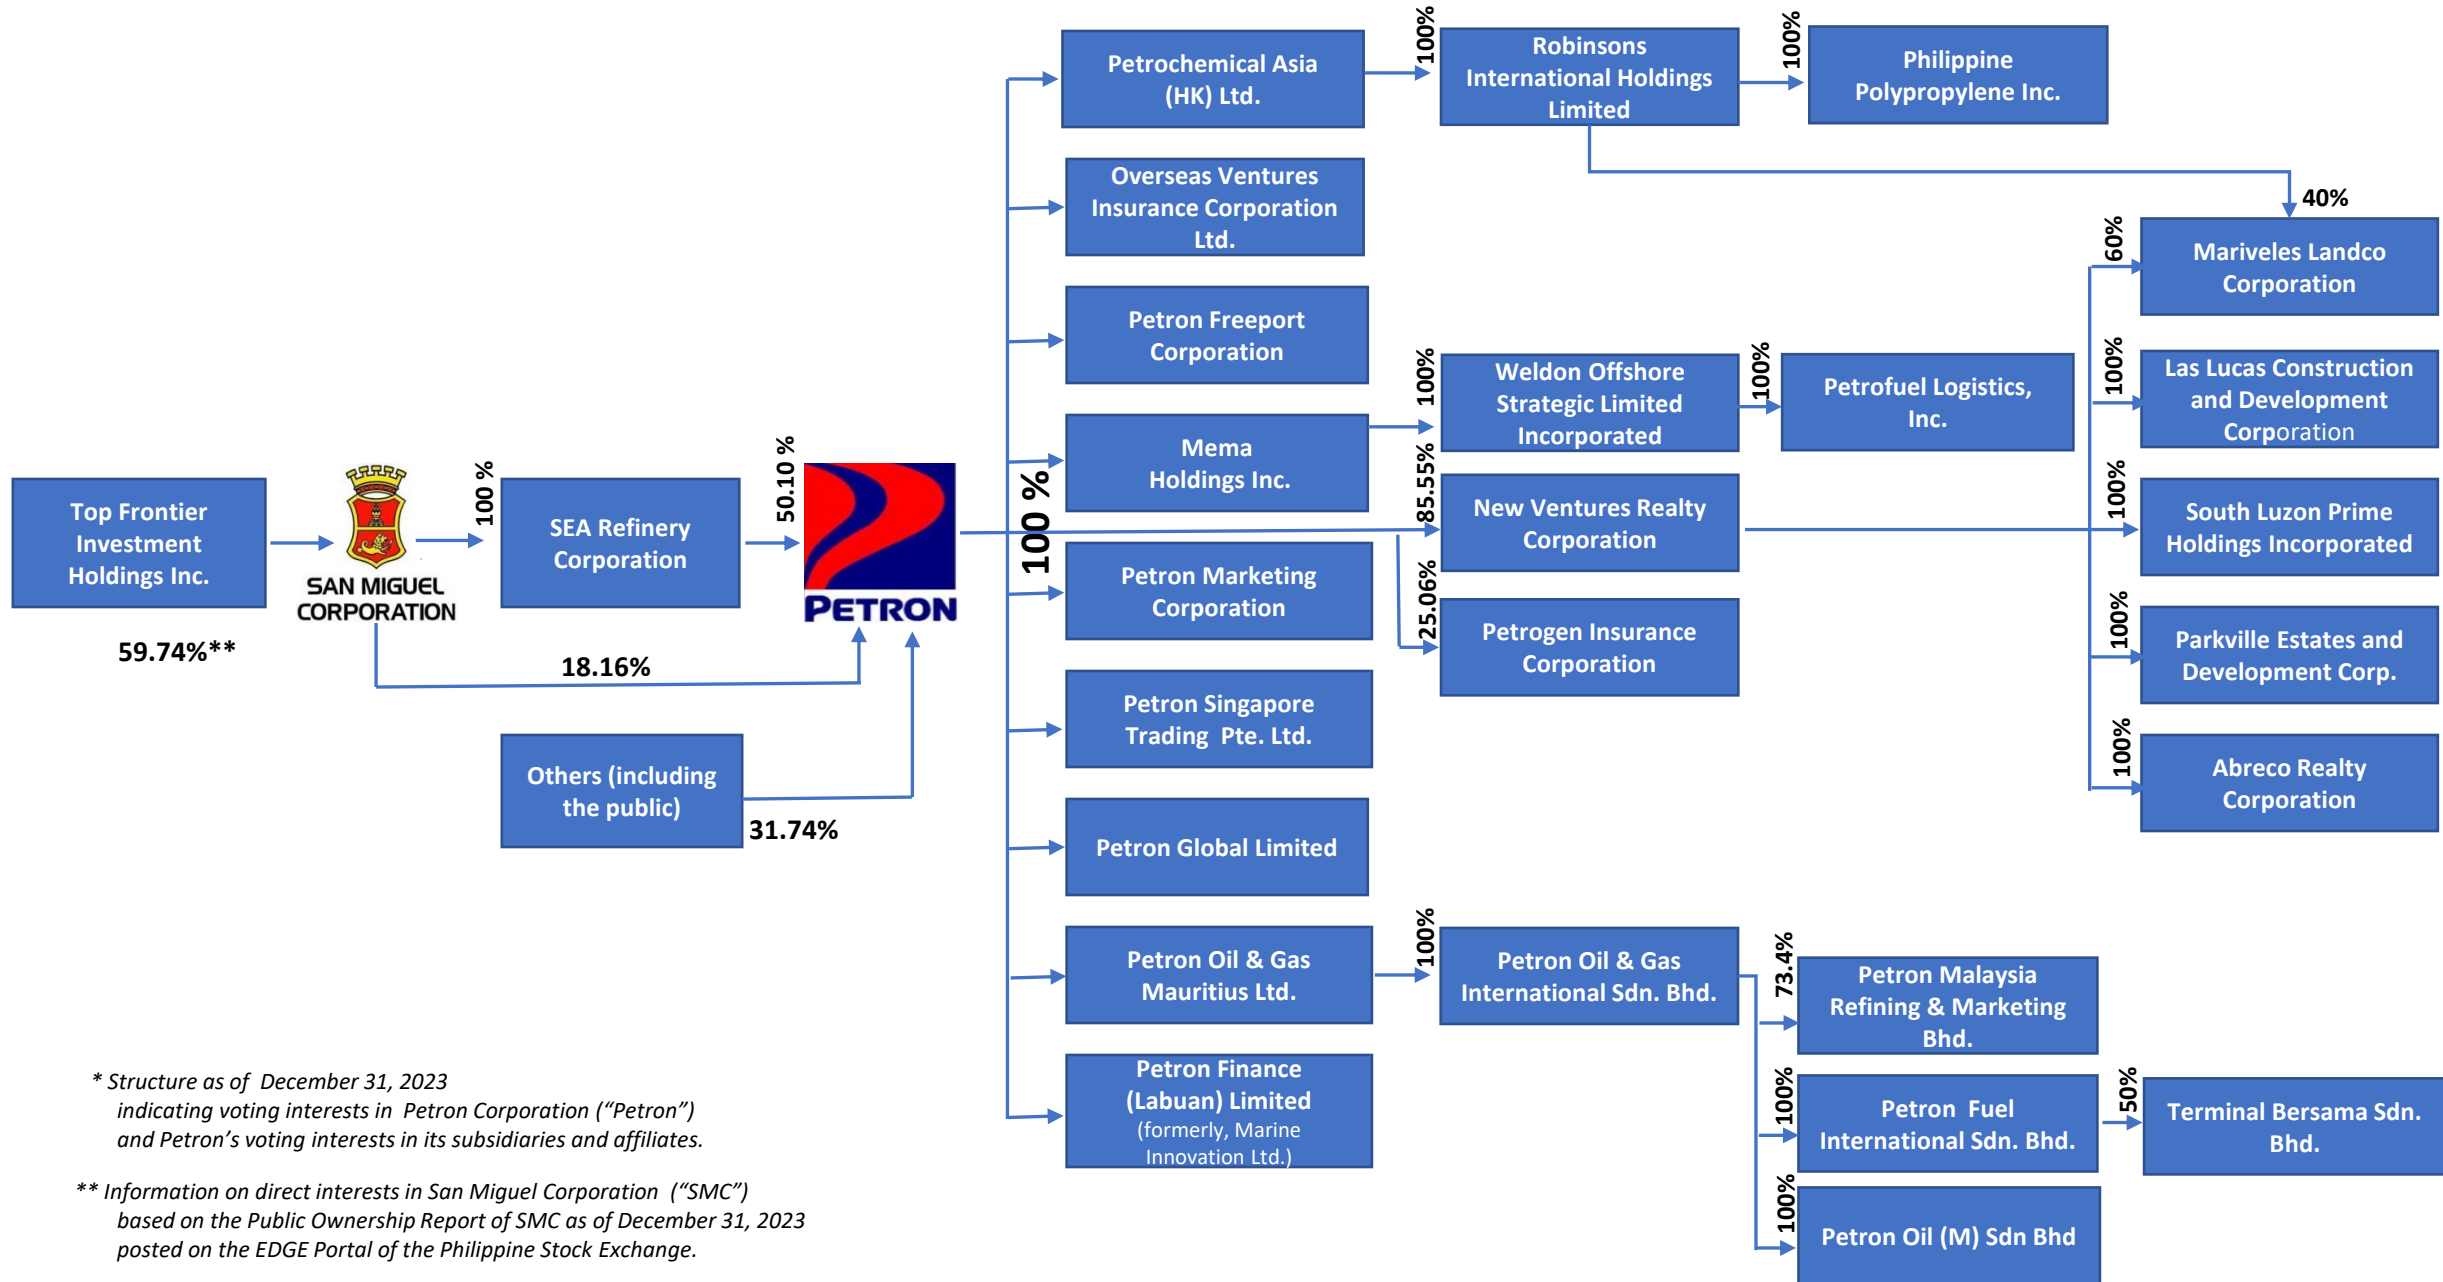 Top Frontier
Investment
Holdings Inc.
59.74%**
SAN MIGUEL
CORPORATION
100 %
SEA Refinery
Corporation
50.10 %
PETRON
18.16%
Others (including
the public)
31.74%
100 %
Petrochemical Asia
(HK) Ltd.
100%
Robinsons
International Holdings
Limited
100%
Philippine
Polypropylene Inc.
40%
Overseas Ventures
Insurance Corporation
Ltd.
Petron Freeport
Corporation
Mema
Holdings Inc.
100%
Weldon Offshore
Strategic Limited
Incorporated
100%
Petrofuel Logistics,
Inc.
85.55%
New Ventures Realty
Corporation
25.06%
Petrogen Insurance
Corporation
60%
Mariveles Landco
Corporation
100%
Las Lucas Construction
and Development
Corporation
100%
South Luzon Prime
Holdings Incorporated
100%
Parkville Estates and
Development Corp.
100%
Abreco Realty
Corporation
Petron Marketing
Corporation
Petron Singapore
Trading Pte. Ltd.
Petron Global Limited
Petron Oil & Gas
Mauritius Ltd.
100%
Petron Oil & Gas
International Sdn. Bhd.
73.4%
Petron Malaysia
Refining & Marketing
Bhd.
100%
Petron Fuel
International Sdn. Bhd.
50%
Terminal Bersama Sdn.
Bhd.
100%
Petron Oil (M) Sdn Bhd
Petron Finance
(Labuan) Limited
(formerly, Marine
Innovation Ltd.)
* Structure as of December 31, 2023
indicating voting interests in Petron Corporation (“Petron”)
and Petron’s voting interests in its subsidiaries and affiliates.
** Information on direct interests in San Miguel Corporation (“SMC”)
based on the Public Ownership Report of SMC as of December 31, 2023
posted on the EDGE Portal of the Philippine Stock Exchange.